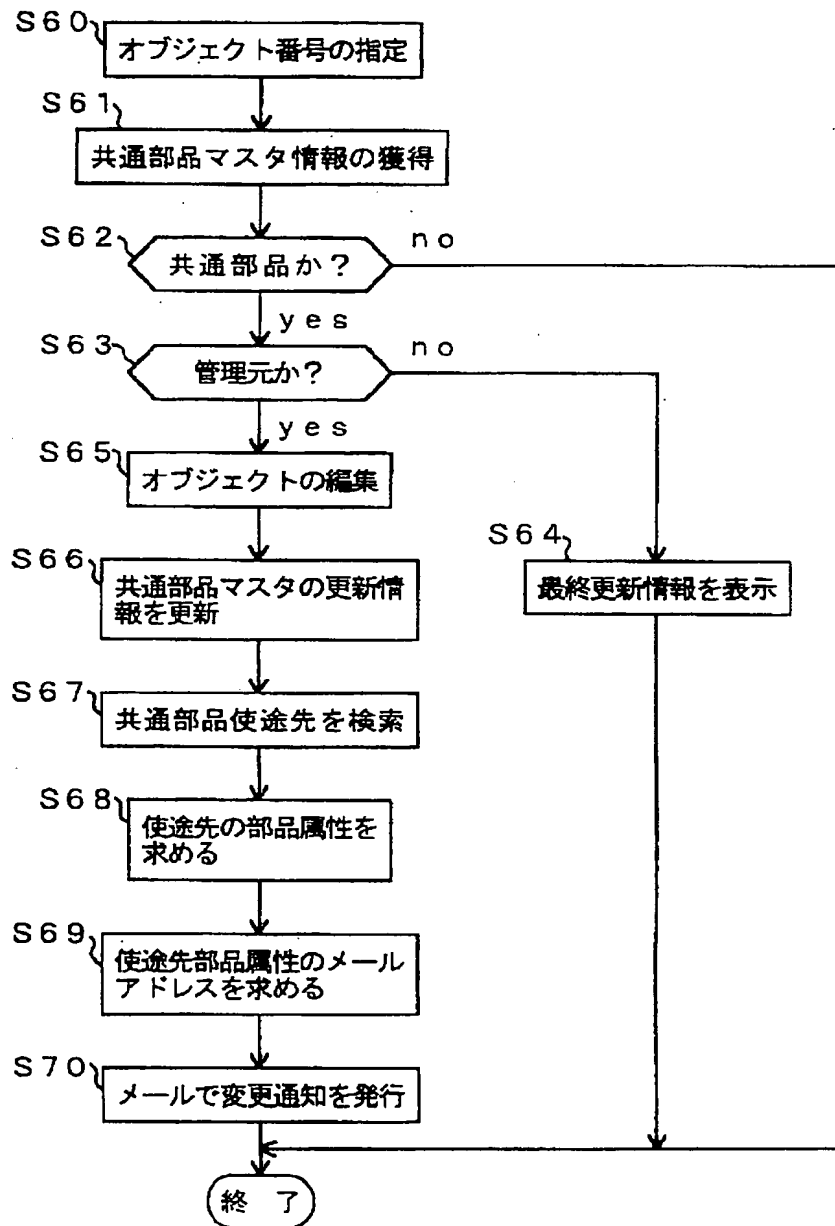 S60
オブジェクト番号の指定
S61
共通部品マスタ情報の獲得
S62
共通部品か?
no
yes
S63
管理元か?
no
yes
S65
オブジェクトの編集
S64
最終更新情報を表示
S66
共通部品マスタの更新情
報を更新
S67
共通部品使途先を検索
S68
使途先の部品属性を
求める
S69
使途先部品属性のメール
アドレスを求める
S70
メールで変更通知を発行
終 了